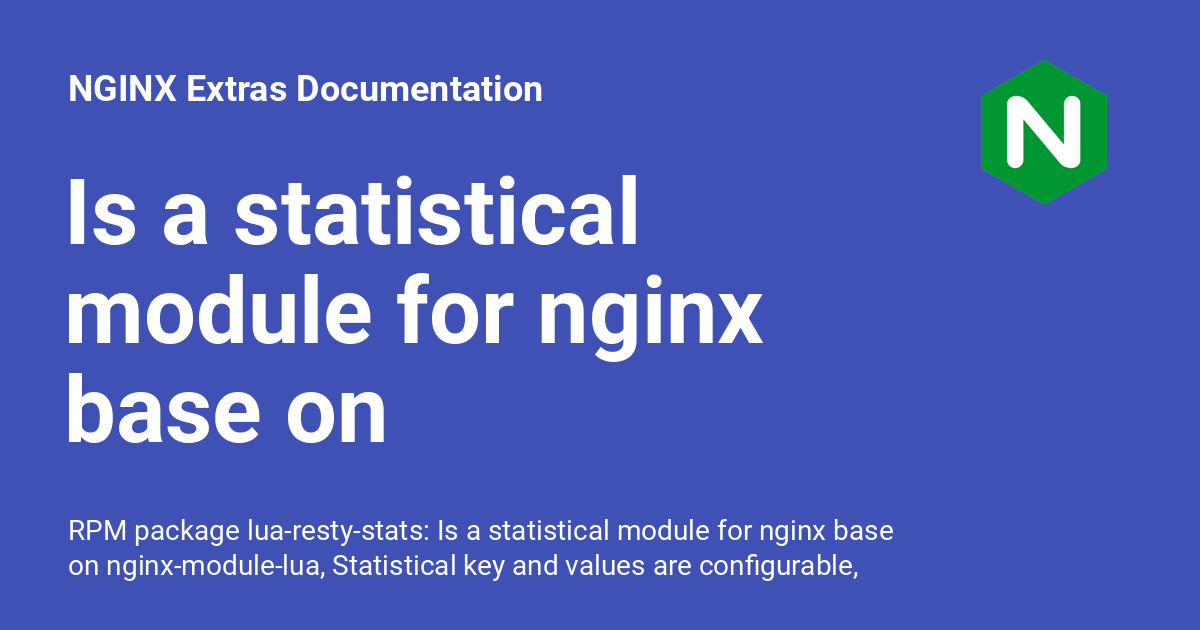 NGINX Extras Documentation
N
Is a statistical
module for nginx
base on
RPM package lua-resty-stats: Is a statistical module for nginx base
on nginx-module-lua, Statistical key and values are configurable,